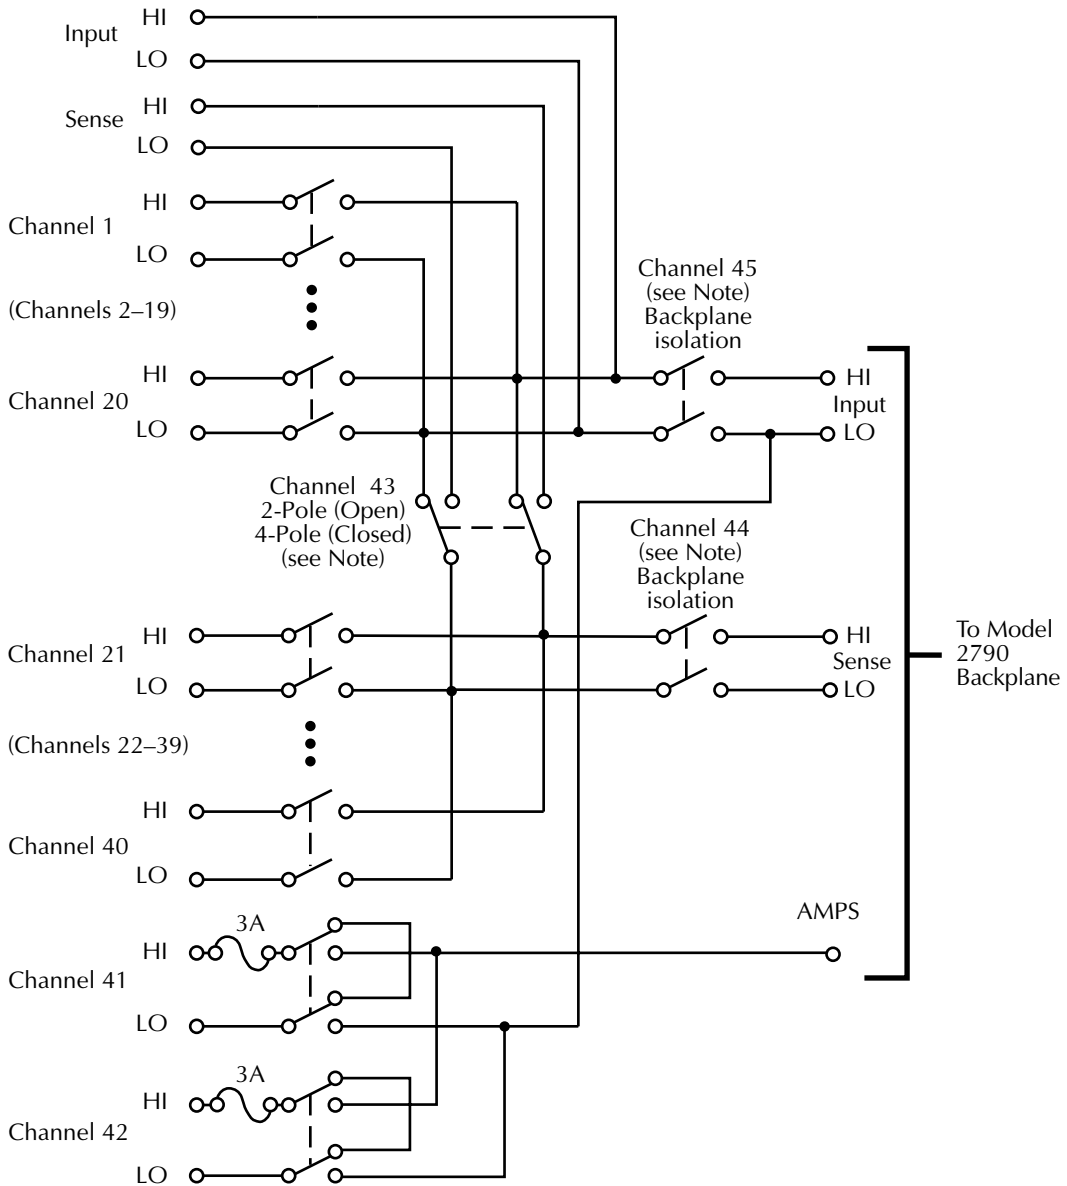 HI
Input
LO
HI
Sense
LO
HI
Channel 1
LO
(Channels 2–19)
HI
Channel 20
LO
Channel 45
(see Note)
Backplane
isolation
HI
Input
LO
Channel 43
2-Pole (Open)
4-Pole (Closed)
(see Note)
Channel 44
(see Note)
Backplane
isolation
HI
Channel 21
LO
HI
Sense
LO
To Model
2790
Backplane
(Channels 22–39)
HI
Channel 40
LO
AMPS
3A
HI
Channel 41
LO
3A
HI
Channel 42
LO